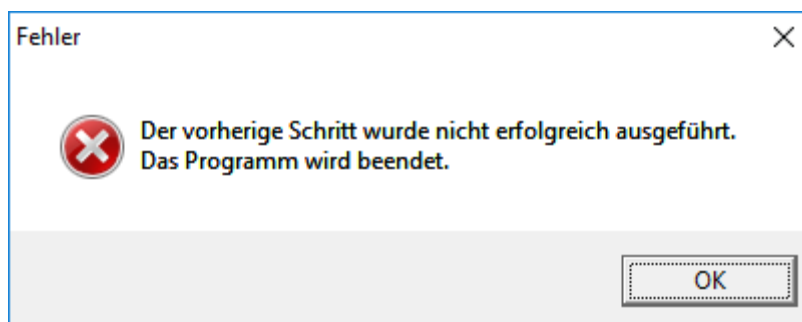 Fehler
Der vorherige Schritt wurde nicht erfolgreich ausgeführt.
Das Programm wird beendet.
OK